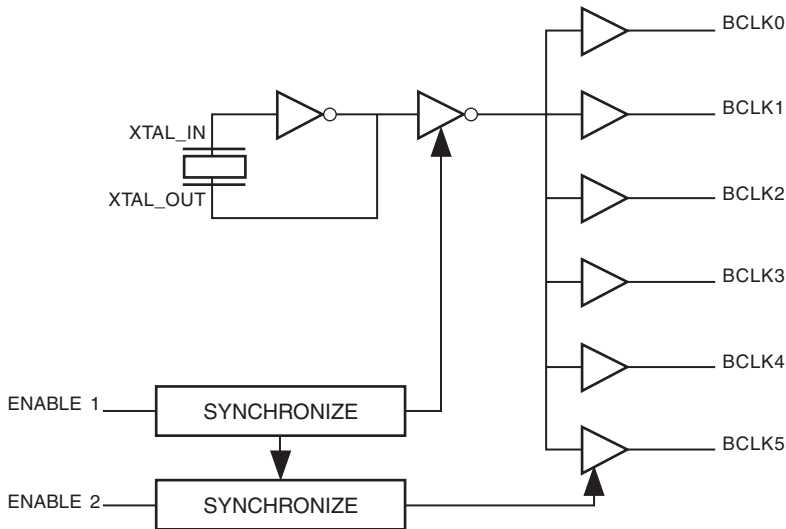 BCLK0
BCLK1
XTAL_IN
XTAL_OUT
BCLK2
BCLK3
BCLK4
ENABLE 1
SYNCHRONIZE
BCLK5
ENABLE 2
SYNCHRONIZE